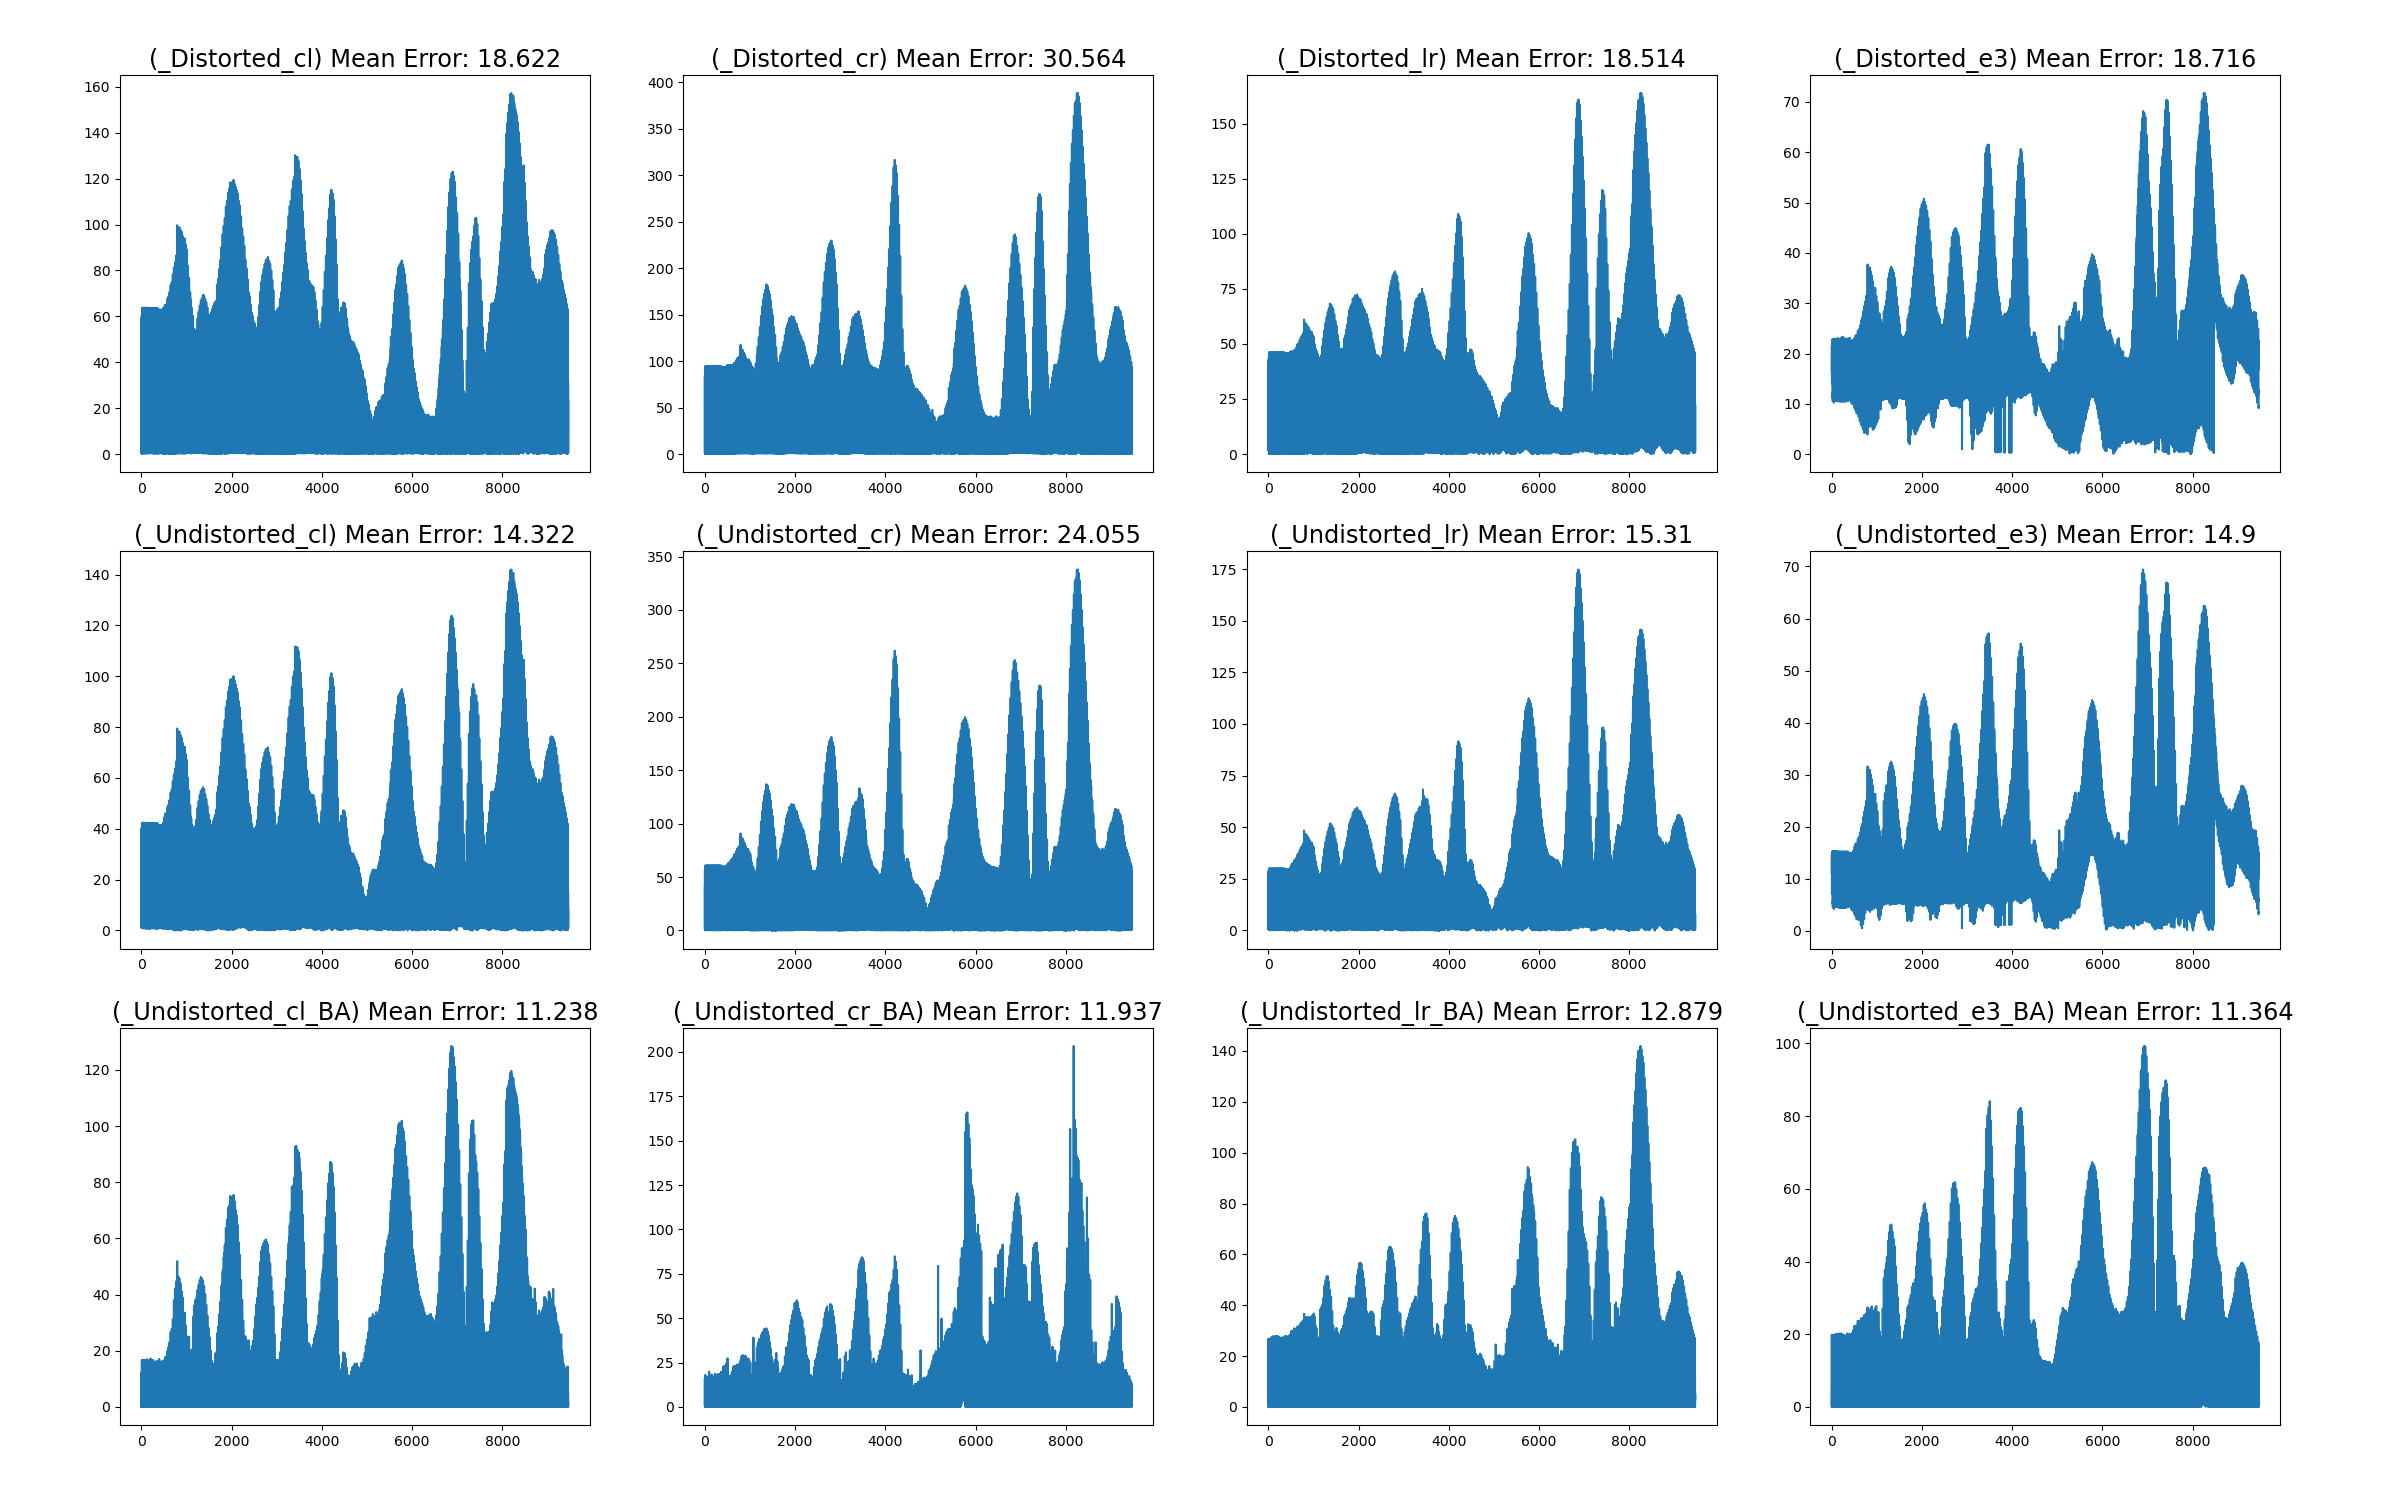 (_Distorted_cl) Mean Error: 18.622
0 20 40 60 80 100 120 140 160
0 2000 4000 6000 8000
(_Distorted_cr) Mean Error: 30.564
0 50 100 150 200 250 300 350 400
0 2000 4000 6000 8000
(_Distorted_lr) Mean Error: 18.514
0 25 50 75 100 125 150
0 2000 4000 6000 8000
(_Distorted_e3) Mean Error: 18.716
0 10 20 30 40 50 60 70
0 2000 4000 6000 8000
(_Undistorted_cl) Mean Error: 14.322
0 20 40 60 80 100 120 140
0 2000 4000 6000 8000
(_Undistorted_cr) Mean Error: 24.055
0 50 100 150 200 250 300 350
0 2000 4000 6000 8000
(_Undistorted_lr) Mean Error: 15.31
0 25 50 75 100 125 150 175
0 2000 4000 6000 8000
(_Undistorted_e3) Mean Error: 14.9
0 10 20 30 40 50 60 70
0 2000 4000 6000 8000
(_Undistorted_cl_BA) Mean Error: 11.238
0 20 40 60 80 100 120
0 2000 4000 6000 8000
(_Undistorted_cr_BA) Mean Error: 11.937
0 25 50 75 100 125 150 175 200
0 2000 4000 6000 8000
(_Undistorted_lr_BA) Mean Error: 12.879
0 20 40 60 80 100 120 140
0 2000 4000 6000 8000
(_Undistorted_e3_BA) Mean Error: 11.364
0 20 40 60 80 100
0 2000 4000 6000 8000